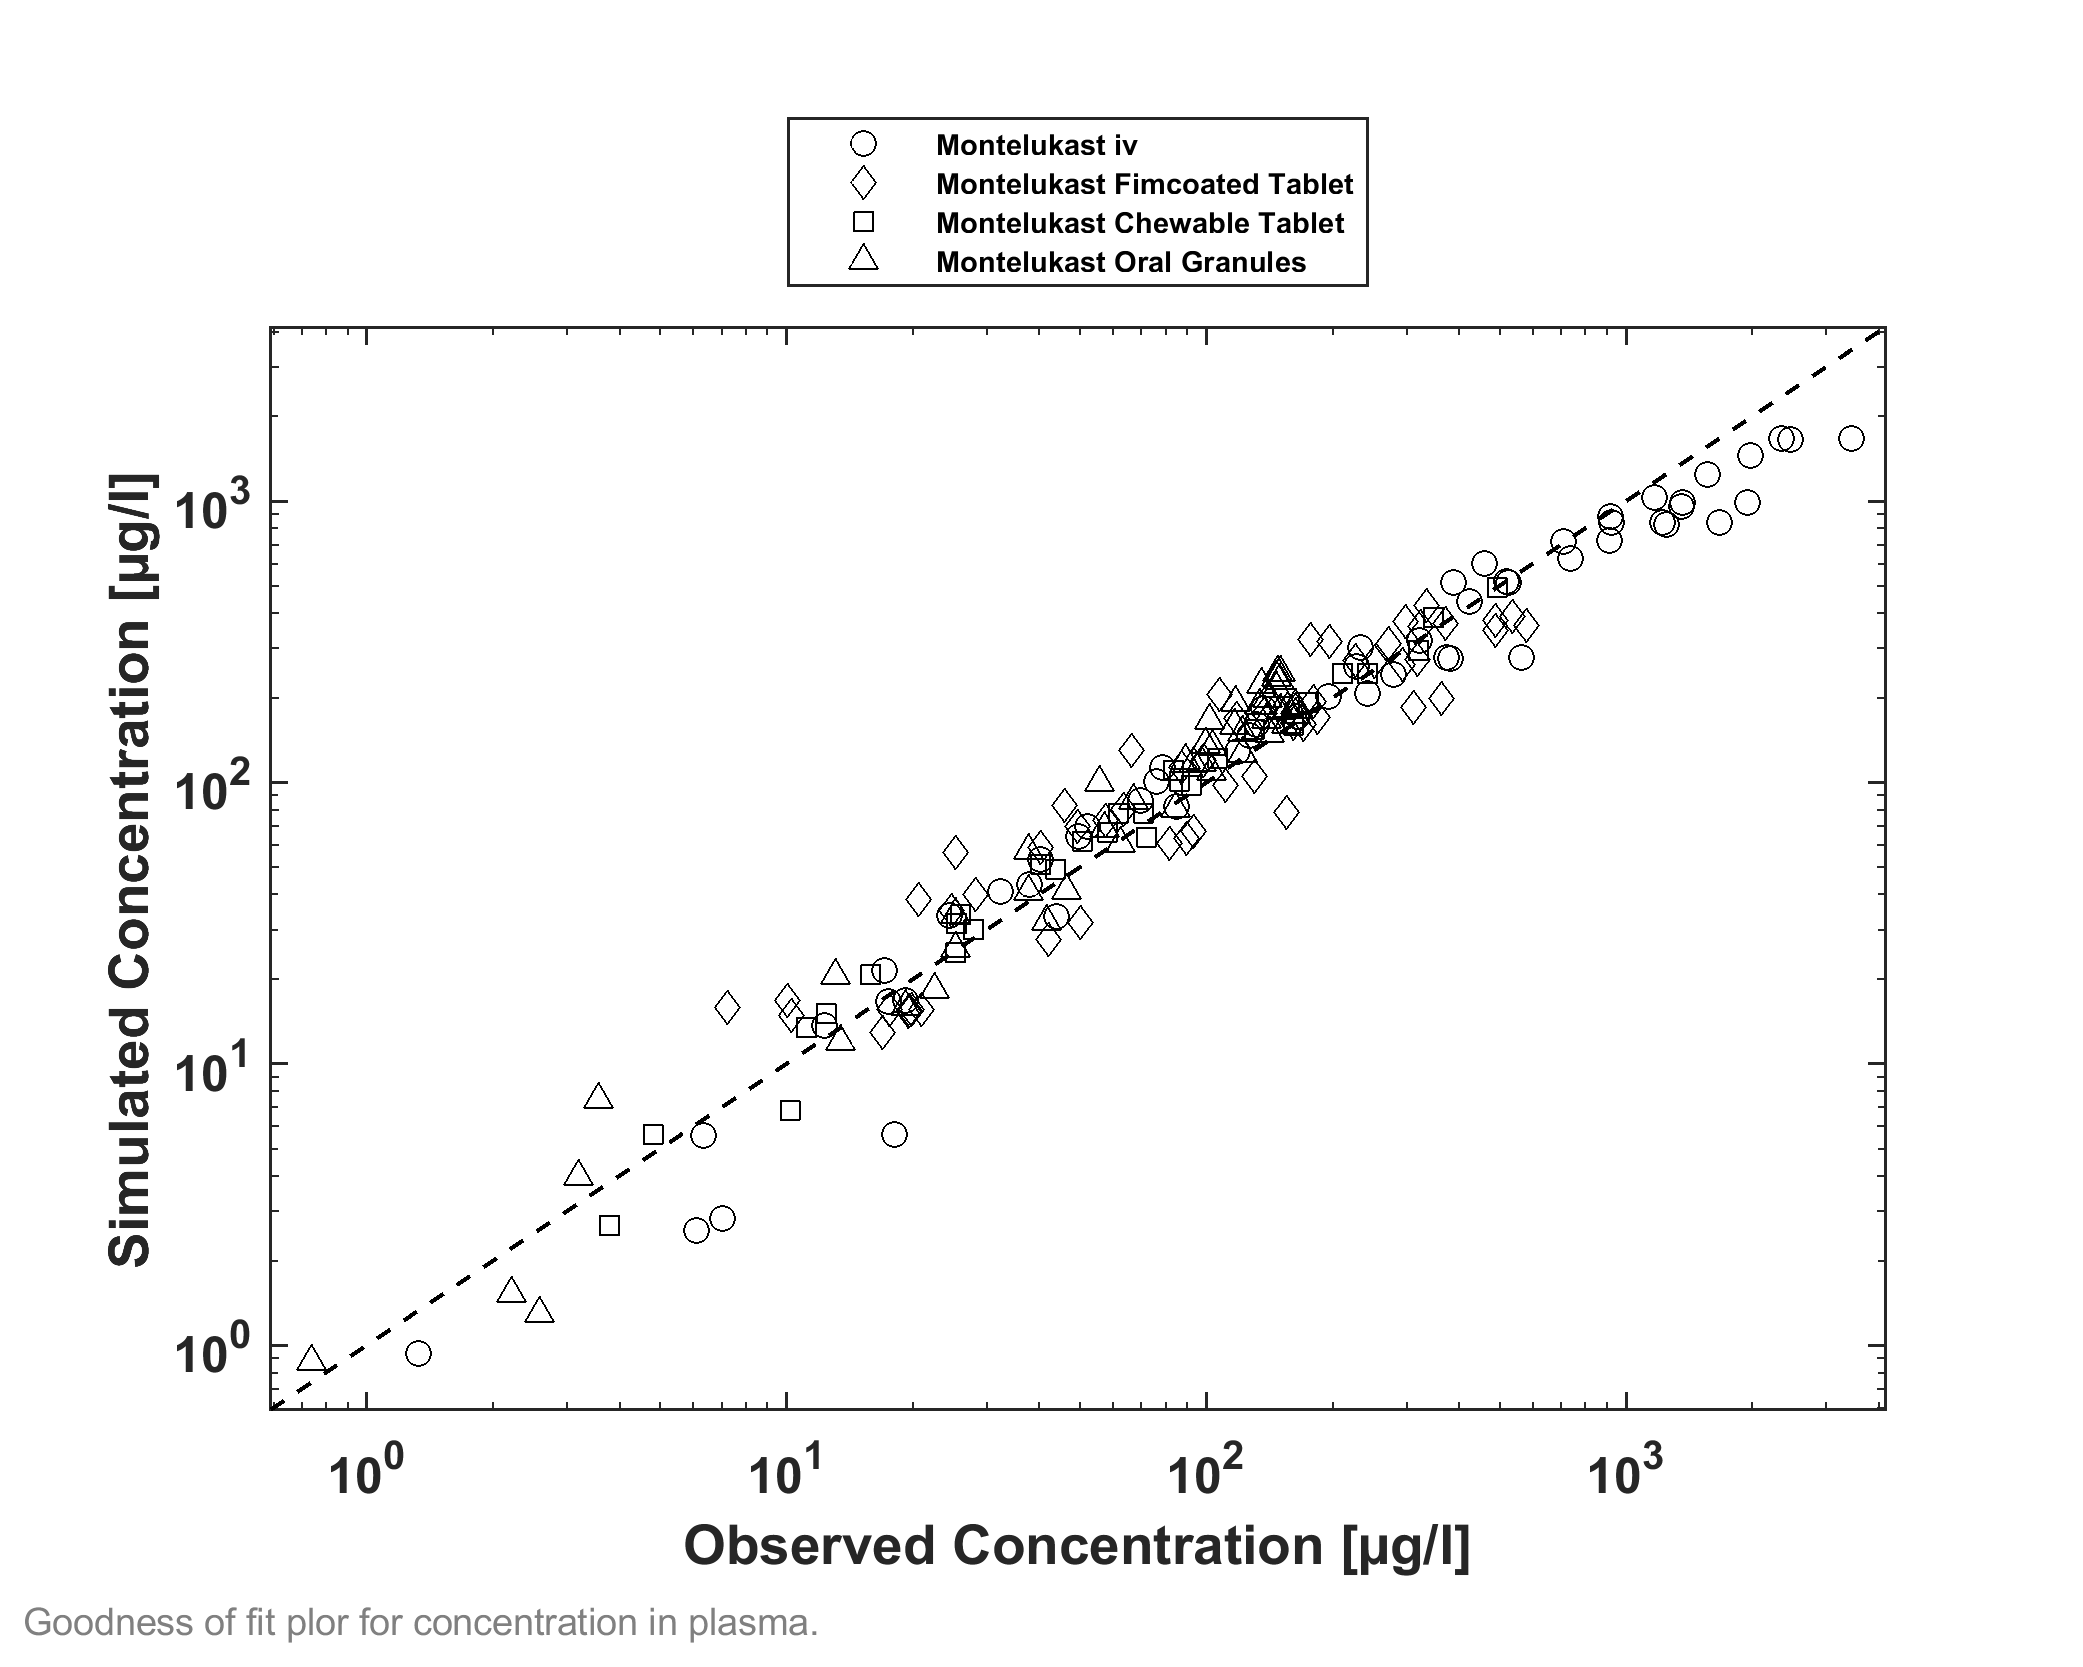 Montelukast iv
Montelukast Fimcoated Tablet
Montelukast Chewable Tablet
Montelukast Oral Granules
Simulated Concentration [µg/l]
10³
10²
10¹
10⁰
10⁰ 10¹ 10² 10³
Observed Concentration [µg/l]
Goodness of fit plor for concentration in plasma.